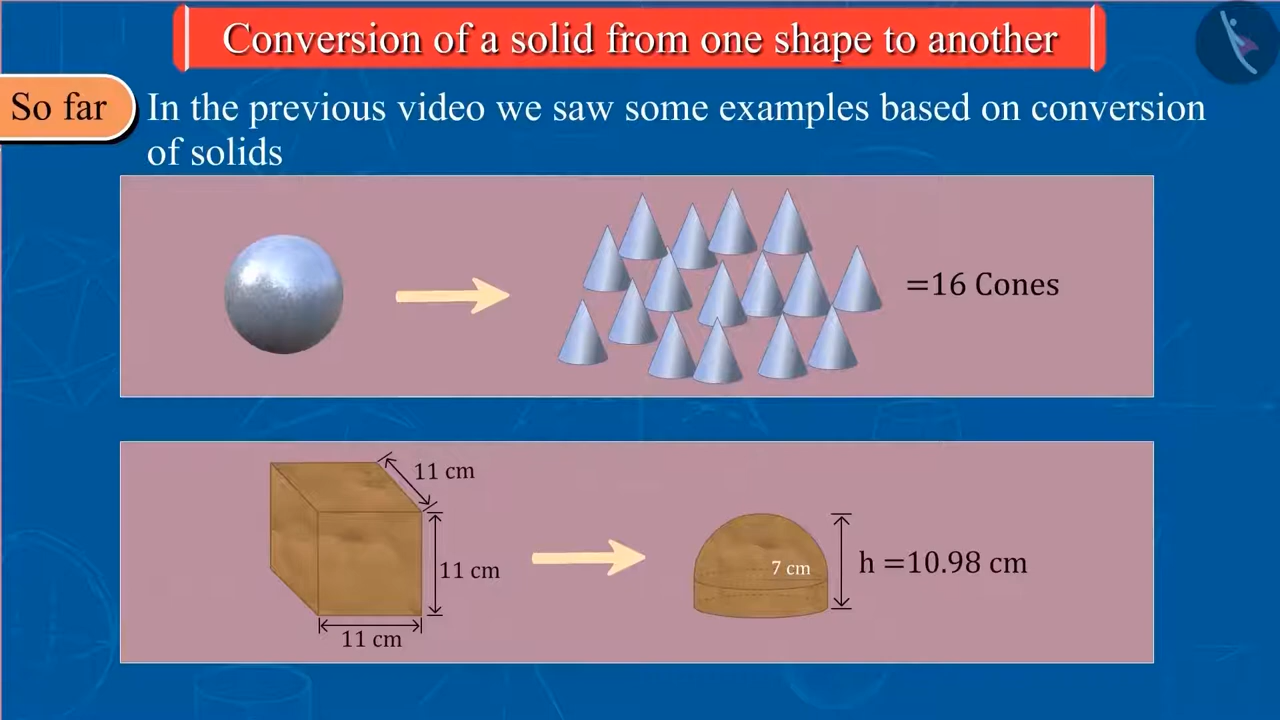 Conversion of a solid from one shape to another
So far
In the previous video we saw some examples based on conversion
of solids
=16 Cones
11 cm
11 cm
11 cm
7 cm
h =10.98 cm